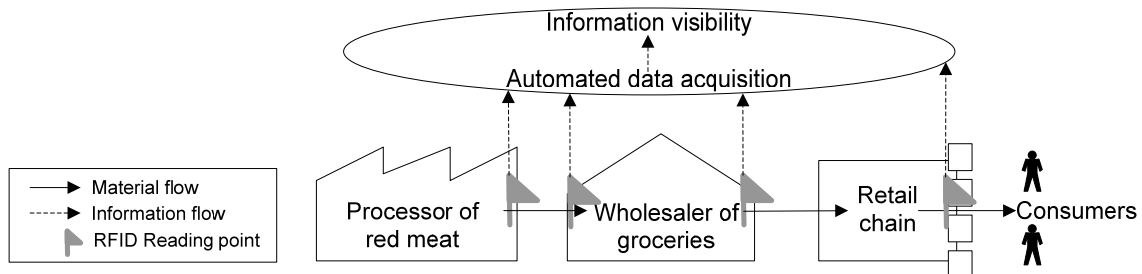 Information visibility
Automated data acquisition
Material flow
Information flow
RFID Reading point
Processor of
red meat
Wholesaler of
groceries
Retail
chain
Consumers